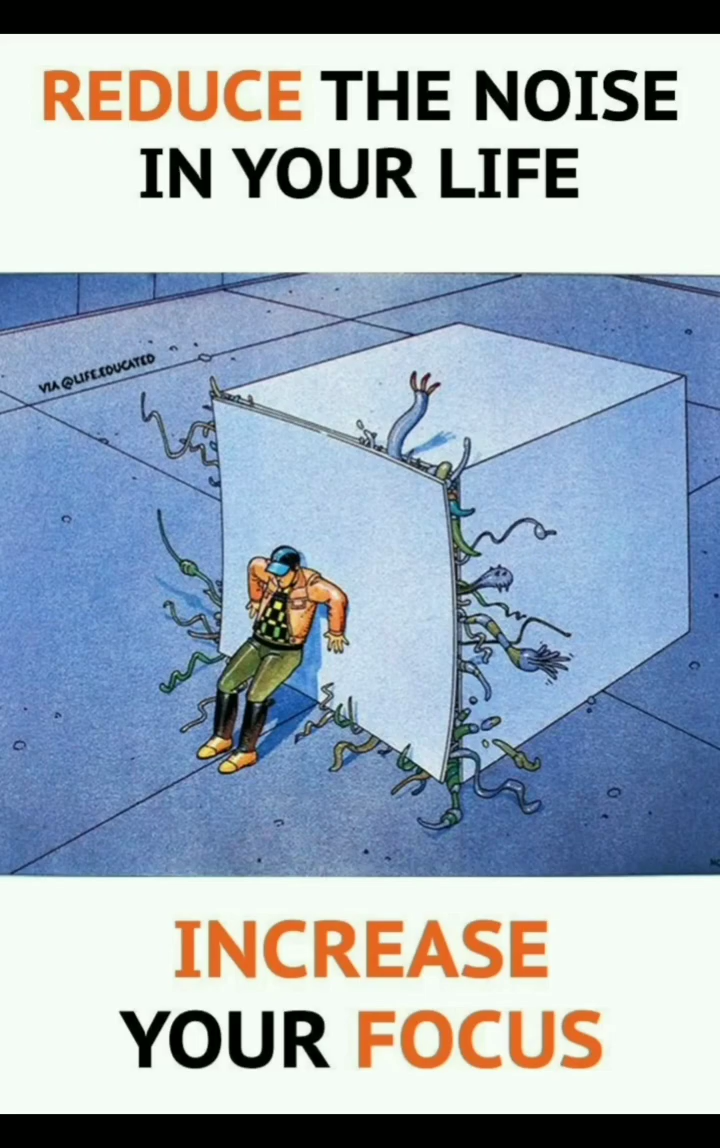 REDUCE THE NOISE
IN YOUR LIFE
VIA @LIFE.EDUCATED
INCREASE
YOUR FOCUS